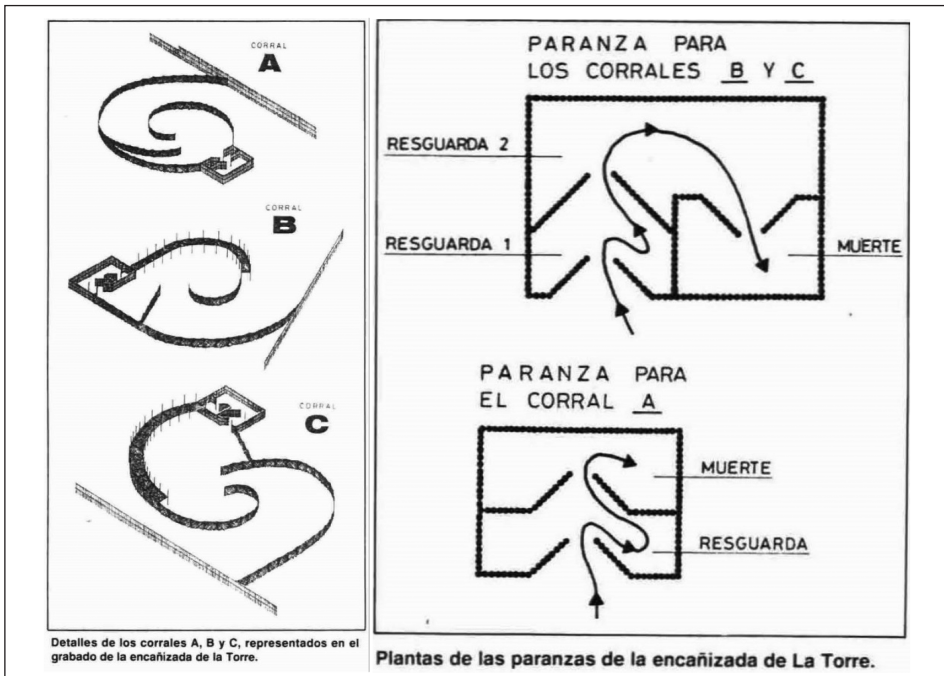 CORRAL
A
CORRAL
B
CORRAL
C
Detalles de los corrales A, B y C, representados en el
grabado de la encañizada de la Torre.
PARANZA PARA
LOS CORRALES B Y C
RESGUARDA 2
RESGUARDA 1
MUERTE
PARANZA PARA
EL CORRAL A
MUERTE
RESGUARDA
Plantas de las paranzas de la encañizada de La Torre.